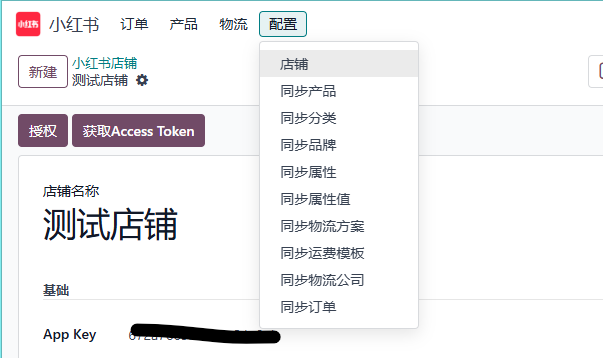 小红书 小红书 订单 产品 物流 配置
新建
小红书店铺
测试店铺
授权 获取Access Token
店铺
同步产品
同步分类
同步品牌
同步属性
同步属性值
同步物流方案
同步运费模板
同步物流公司
同步订单
店铺名称
测试店铺
基础
App Key